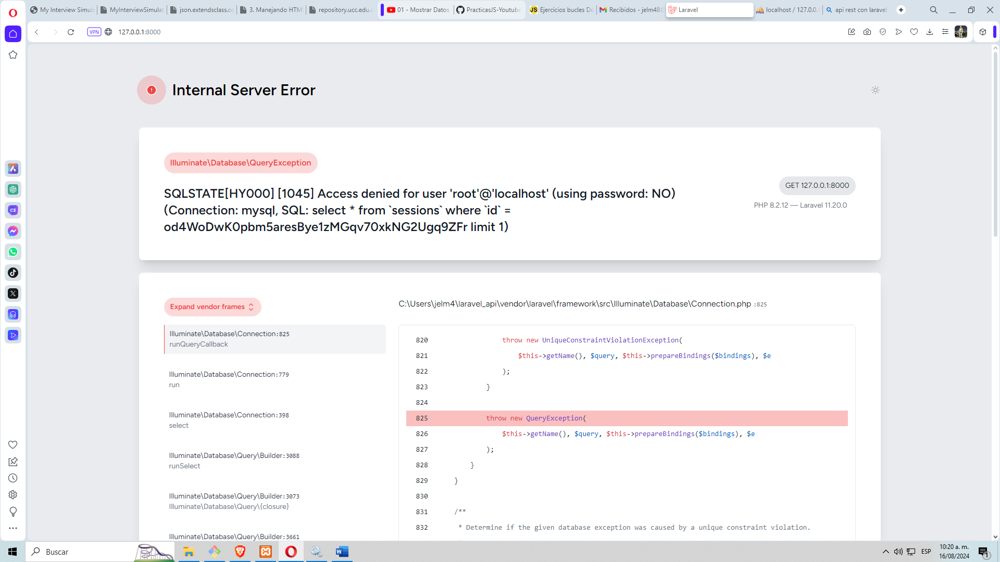 My Interview Simula
MyInterviewSimulat
json.extendsclass.co
3. Manejando HTM
repository.ucc.edu.c
01 - Mostrar Datos
PracticasJS-Youtube
JS Ejercicios bucles Do
Recibidos - jelm48@
Laravel
localhost / 127.0.0.1
api rest con laravel
VPN 127.0.0.1:8000
Internal Server Error
Illuminate\Database\QueryException
SQLSTATE[HY000] [1045] Access denied for user 'root'@'localhost' (using password: NO)
(Connection: mysql, SQL: select * from `sessions` where `id` =
od4WoDwK0pbm5aresBye1zMGqv70xkNG2Ugq9ZFr limit 1)
GET 127.0.0.1:8000
PHP 8.2.12 — Laravel 11.20.0
Expand vendor frames
Illuminate\Database\Connection:825
runQueryCallback
Illuminate\Database\Connection:779
run
Illuminate\Database\Connection:398
select
Illuminate\Database\Query\Builder:3088
runSelect
Illuminate\Database\Query\Builder:3073
Illuminate\Database\Query\{closure}
Illuminate\Database\Query\Builder:3661
C:\Users\jelm4\laravel_api\vendor\laravel\framework\src\Illuminate\Database\Connection.php :825
820 throw new UniqueConstraintViolationException(
821 $this->getName(), $query, $this->prepareBindings($bindings), $e
822 );
823 }
824
825 throw new QueryException(
826 $this->getName(), $query, $this->prepareBindings($bindings), $e
827 );
828 }
829 }
830
831 /**
832 * Determine if the given database exception was caused by a unique constraint violation.
Buscar
ESP
10:20 a. m.
16/08/2024
1